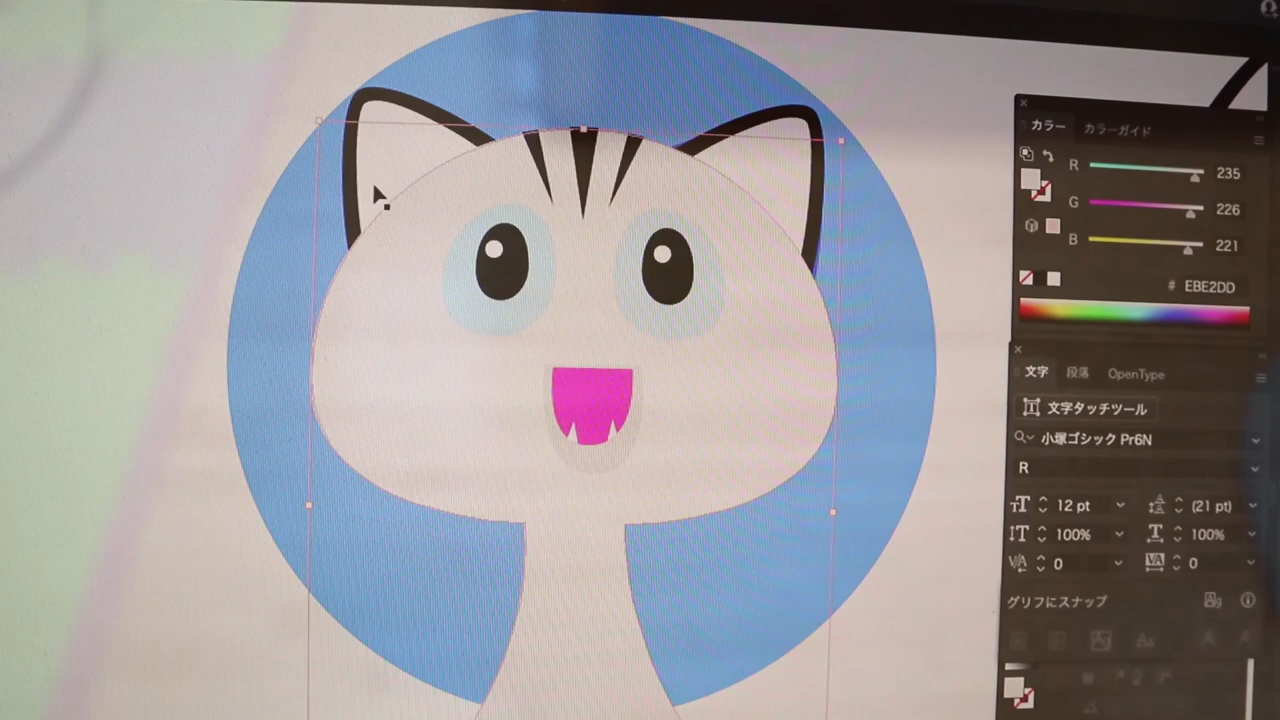 カラー カラーガイド
R 235
G 226
B 221
# EBE2DD
文字 段落 OpenType
文字タッチツール
小塚ゴシック Pr6N
R
12 pt (21 pt)
100% 100%
0 0
グリフにスナップ